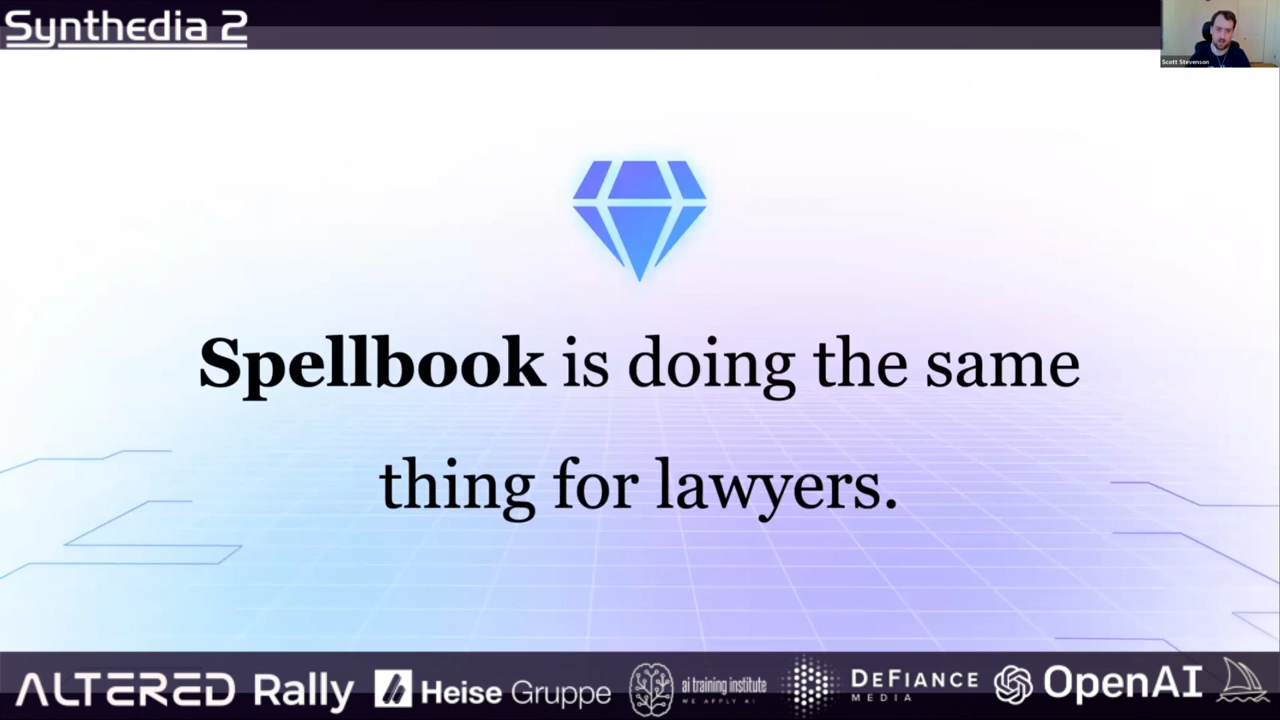 Synthedia 2
Scott Stevenson
Spellbook is doing the same
thing for lawyers.
ALTERED Rally Heise Gruppe ai training institute DEFIANCE OpenAI
WE APPLY AI MEDIA